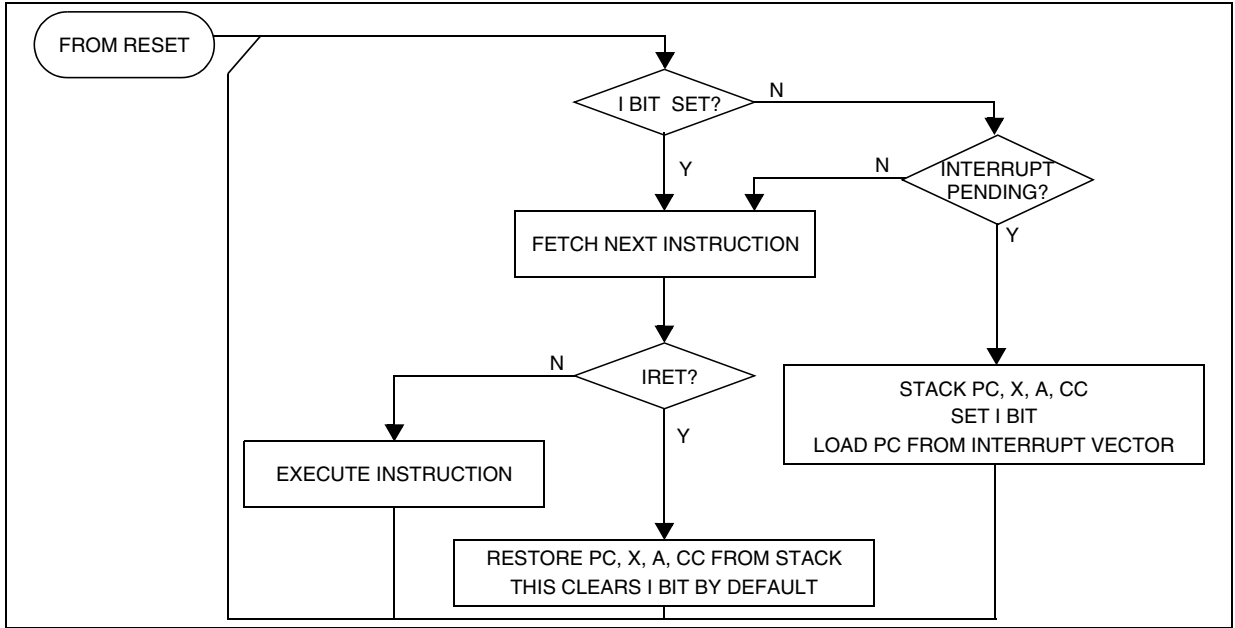 FROM RESET
I BIT SET?
N
Y
N
INTERRUPT
PENDING?
Y
FETCH NEXT INSTRUCTION
N
IRET?
Y
STACK PC, X, A, CC
SET I BIT
LOAD PC FROM INTERRUPT VECTOR
EXECUTE INSTRUCTION
RESTORE PC, X, A, CC FROM STACK
THIS CLEARS I BIT BY DEFAULT